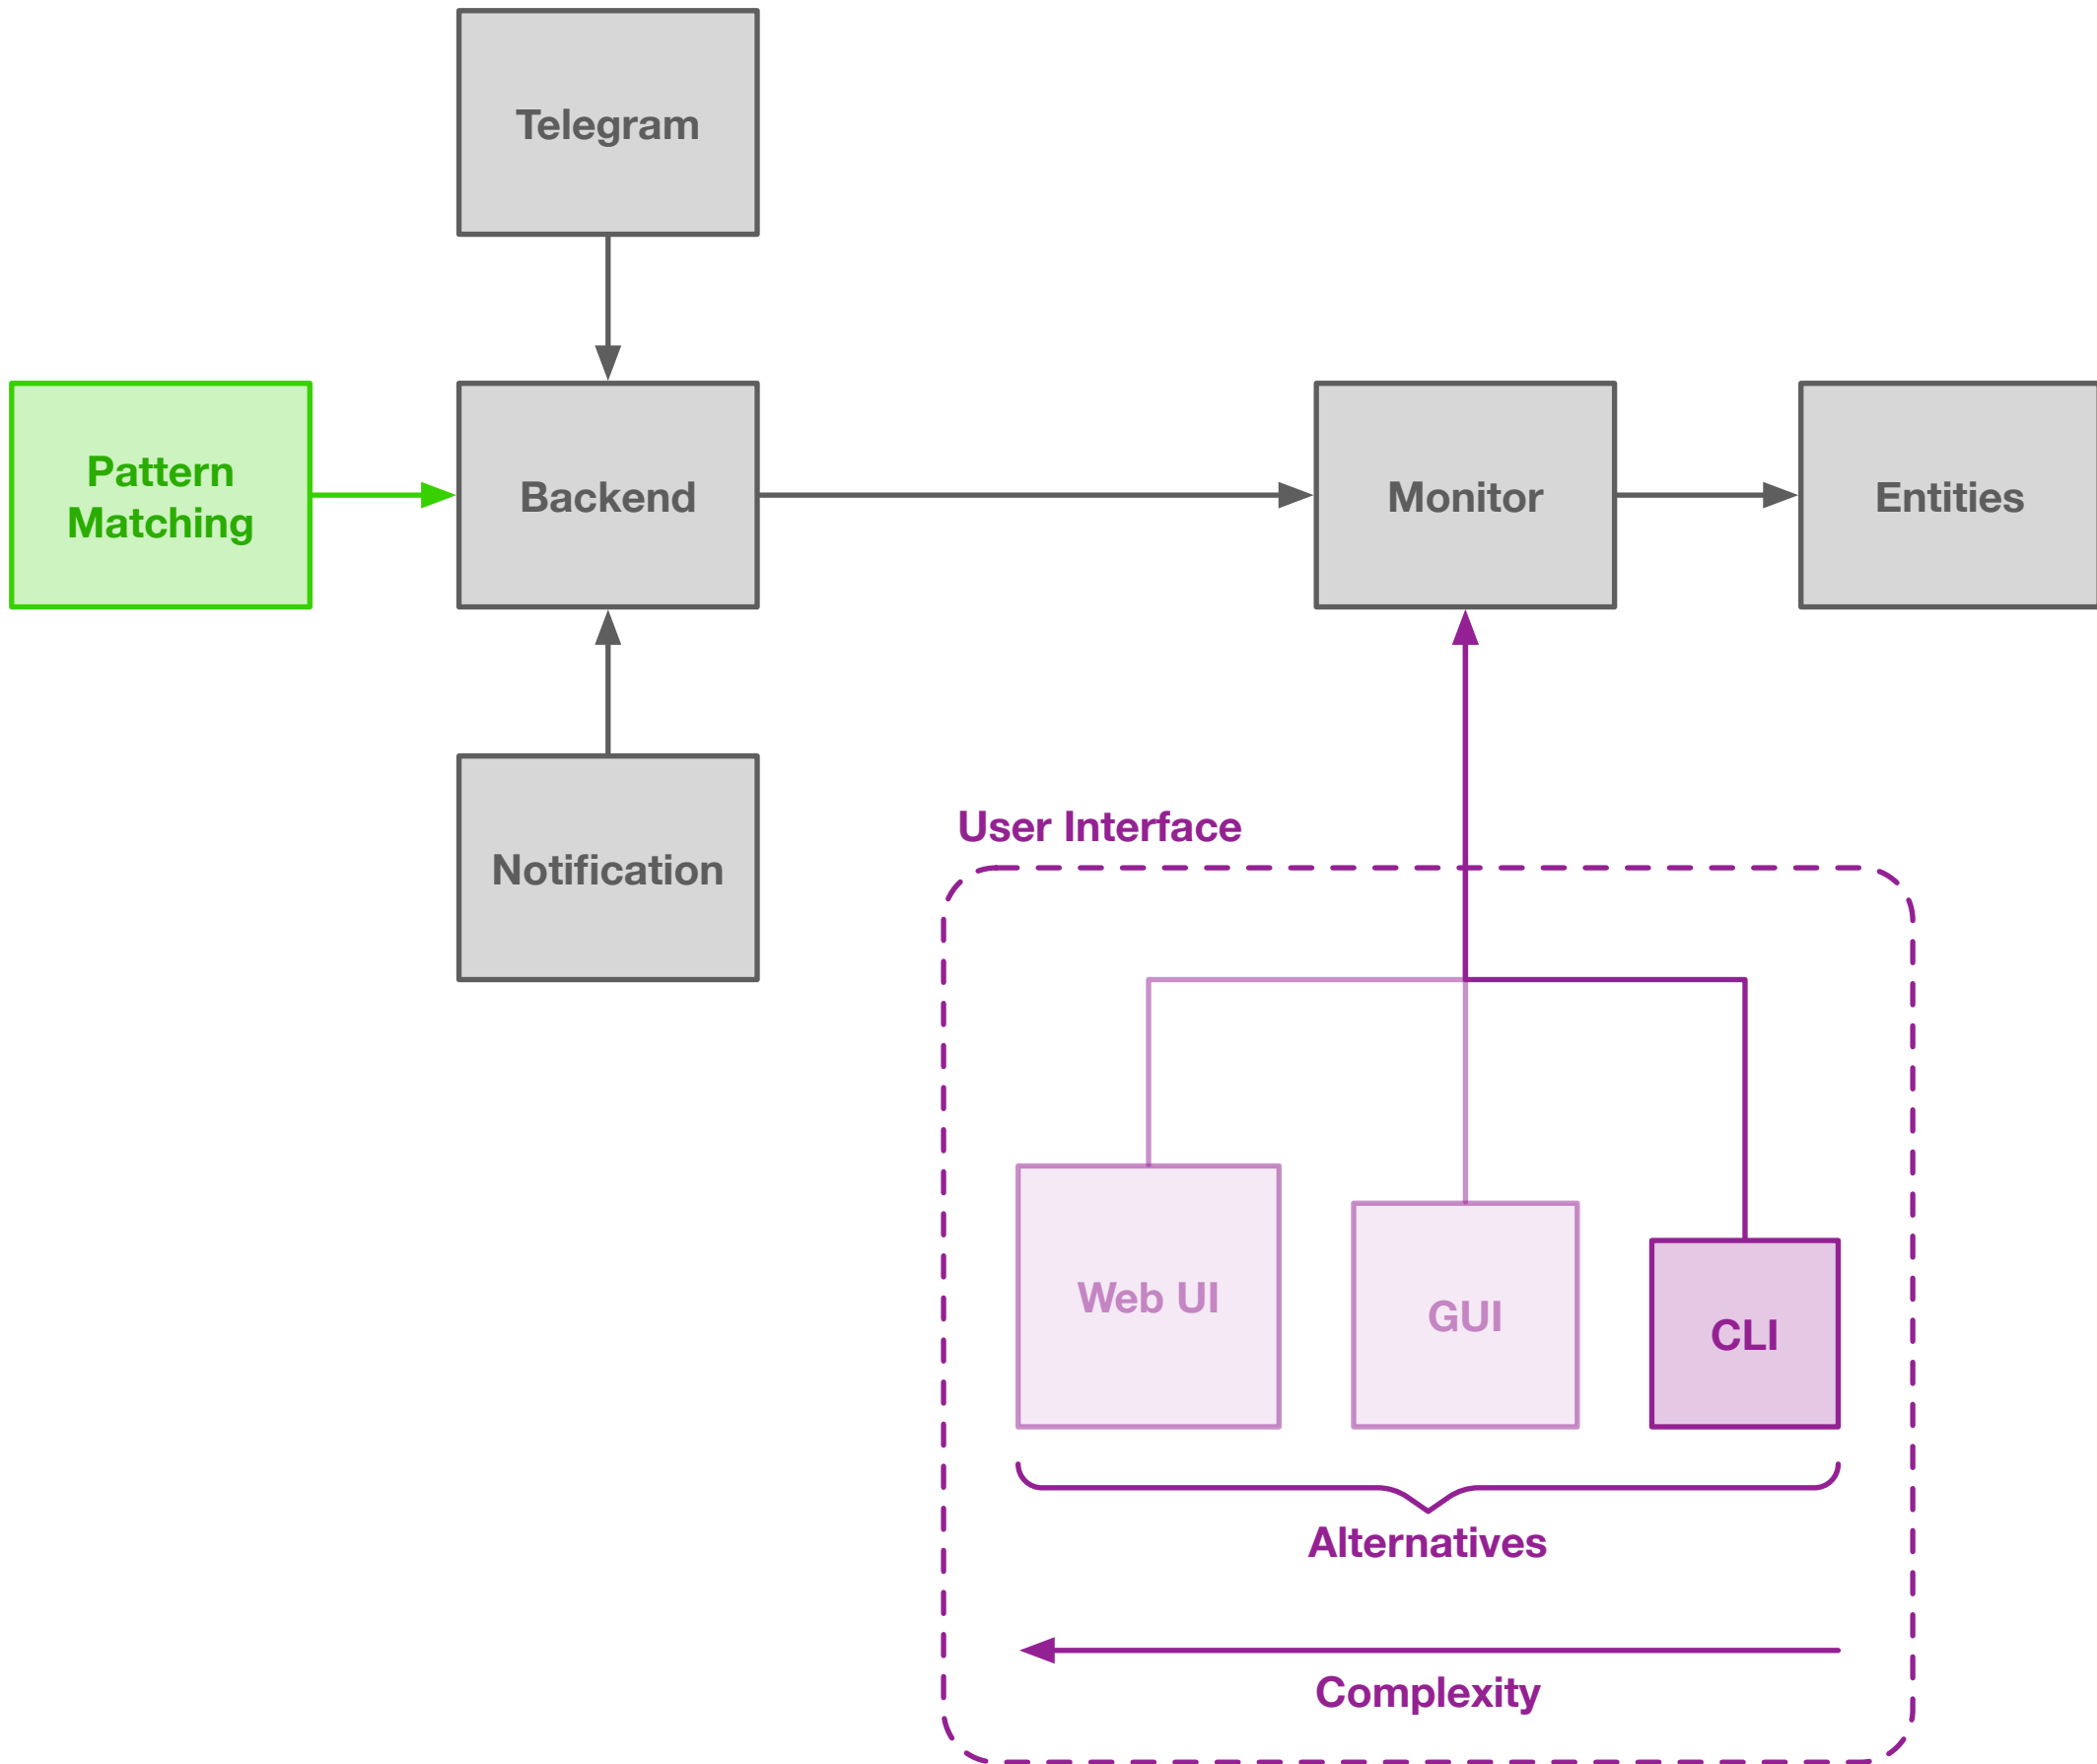 Telegram
Pattern
Matching
Backend
Monitor
Entities
Notification
User Interface
Web UI
GUI
CLI
Alternatives
Complexity